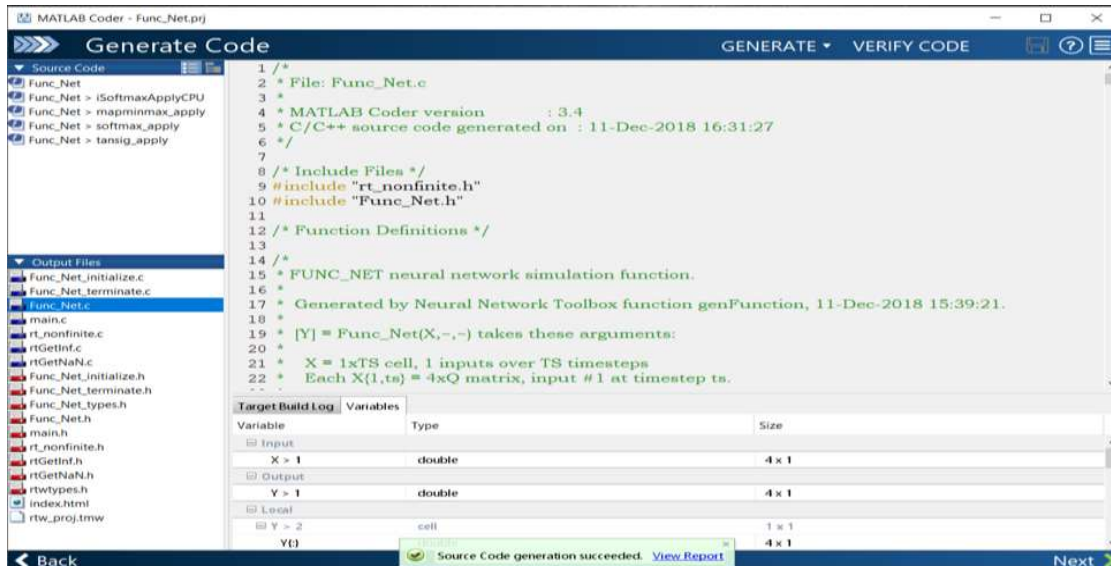 MATLAB Coder - Func_Net.prj
Generate Code
GENERATE VERIFY CODE
Source Code
Func_Net
Func_Net > iSoftmaxApplyCPU
Func_Net > mapminmax_apply
Func_Net > softmax_apply
Func_Net > tansig_apply
Output Files
Func_Net_initialize.c
Func_Net_terminate.c
Func_Net.c
main.c
rt_nonfinite.c
rtGetInf.c
rtGetNaN.c
Func_Net_initialize.h
Func_Net_terminate.h
Func_Net_types.h
Func_Net.h
main.h
rt_nonfinite.h
rtGetInf.h
rtGetNaN.h
rtwtypes.h
index.html
rtw_proj.tmw
1 /*
2 * File: Func_Net.c
3 *
4 * MATLAB Coder version : 3.4
5 * C/C++ source code generated on : 11-Dec-2018 16:31:27
6 */
7
8 /* Include Files */
9 #include "rt_nonfinite.h"
10 #include "Func_Net.h"
11
12 /* Function Definitions */
13
14 /*
15 * FUNC_NET neural network simulation function.
16 *
17 * Generated by Neural Network Toolbox function genFunction, 11-Dec-2018 15:39:21.
18 *
19 * [Y] = Func_Net(X,~,~) takes these arguments:
20 *
21 * X = 1xTS cell, 1 inputs over TS timesteps
22 * Each X{1,ts} = 4xQ matrix, input #1 at timestep ts.
Target Build Log Variables
Variable Type Size
Input
X > 1 double 4 x 1
Output
Y > 1 double 4 x 1
Local
Y > 2 cell 1 x 1
Y{:} 4 x 1
Source Code generation succeeded. View Report
Back
Next